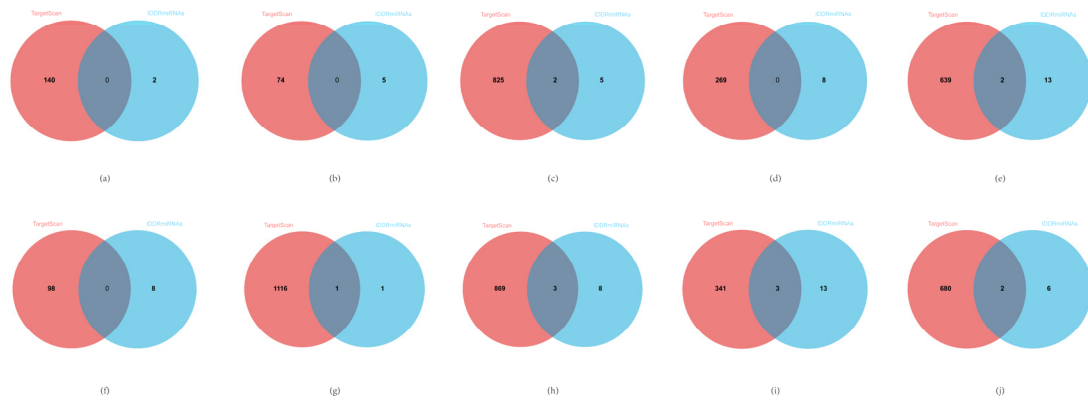 TargetScan IDDRmiRNAs TargetScan IDDRmiRNAs TargetScan IDDRmiRNAs TargetScan IDDRmiRNAs TargetScan IDDRmiRNAs
140 0 2 74 0 5 825 2 5 269 0 8 639 2 13
(a) (b) (c) (d) (e)
TargetScan IDDRmiRNAs TargetScan IDDRmiRNAs TargetScan IDDRmiRNAs TargetScan IDDRmiRNAs TargetScan IDDRmiRNAs
98 0 8 1116 1 1 869 3 8 341 3 13 680 2 6
(f) (g) (h) (i) (j)